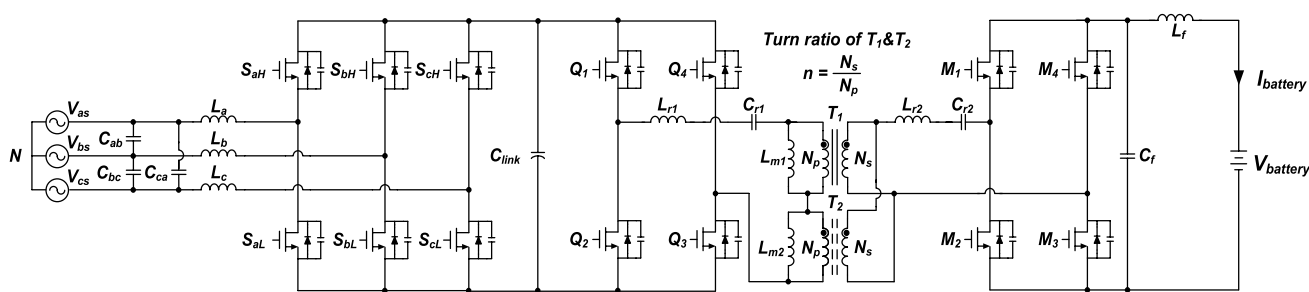 Turn ratio of T1&T2
n = Ns
Np
SaH
SbH
ScH
Q1
Q4
M1
M4
Lf
Ibattery
N
Vas
Vbs
Vcs
Cab
Cbc
Cca
La
Lb
Lc
Clink
Lr1
Cr1
T1
Lr2
Cr2
Lm1
Np
Ns
Cf
Vbattery
T2
SaL
SbL
ScL
Q2
Q3
Lm2
Np
Ns
M2
M3